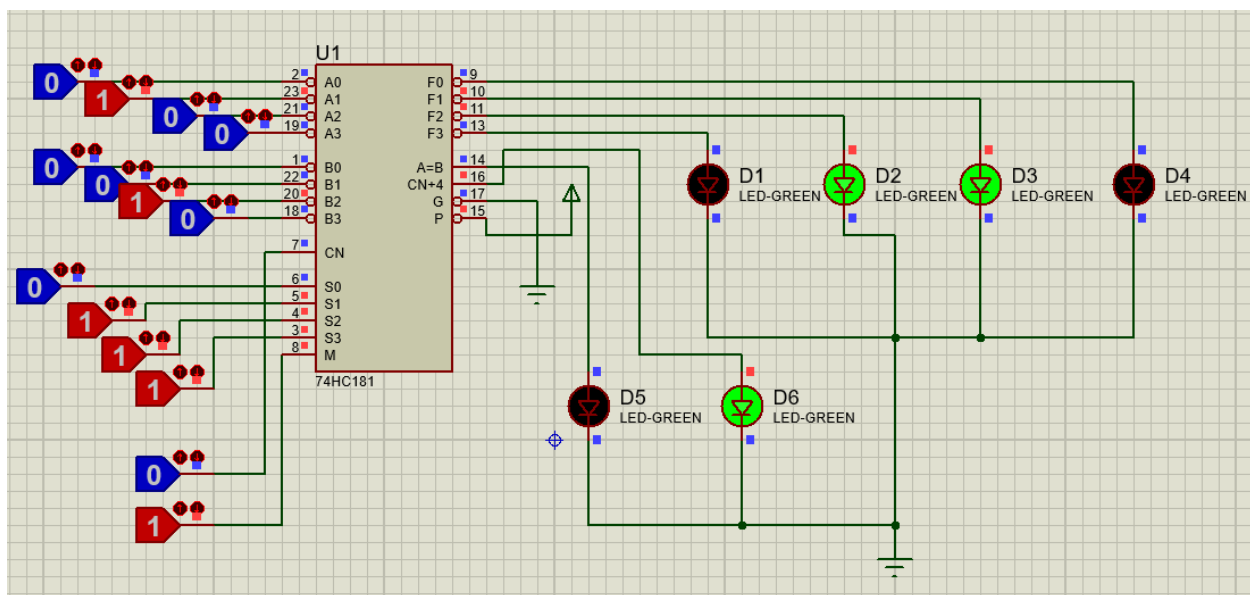 U1
0
1
0
0
0
0
1
0
0
1
1
1
0
1
2
23
21
19
1
22
20
18
7
6
5
4
3
8
A0
A1
A2
A3
B0
B1
B2
B3
CN
S0
S1
S2
S3
M
F0
F1
F2
F3
A=B
CN+4
G
P
9
10
11
13
14
16
17
15
74HC181
D1
LED-GREEN
D2
LED-GREEN
D3
LED-GREEN
D4
LED-GREEN
D5
LED-GREEN
D6
LED-GREEN